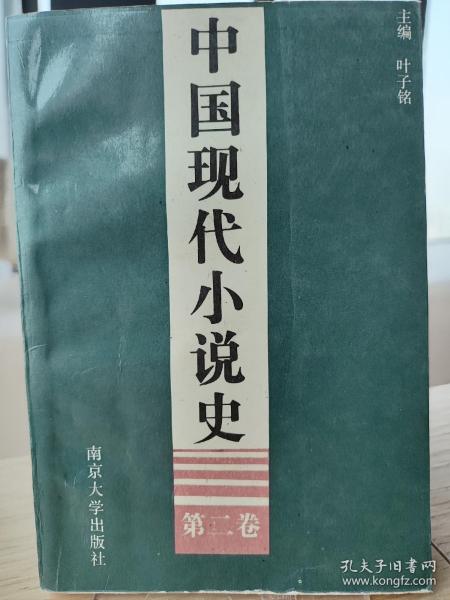 主编 叶子铭
中国现代小说史
第二卷
南京大学出版社
孔夫子旧书网
www.kongfz.com